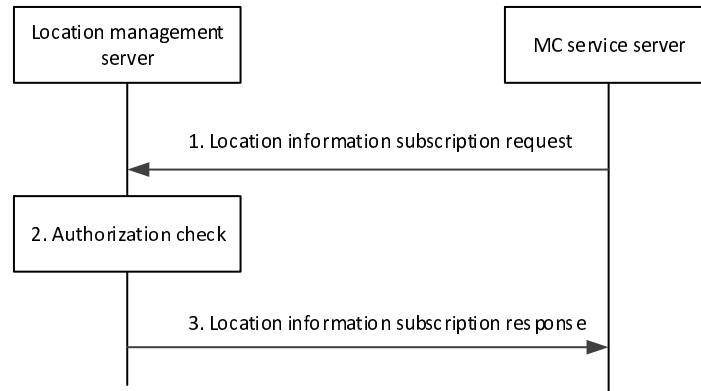 Location management
server
MC service server
1. Location information subscription request
2. Authorization check
3. Location information subscription response